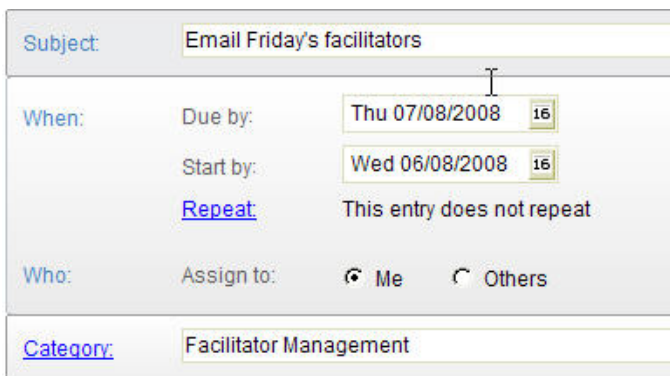 Subject: Email Friday's facilitators
When: Due by: Thu 07/08/2008 16
Start by: Wed 06/08/2008 16
Repeat: This entry does not repeat
Who: Assign to: Me Others
Category: Facilitator Management